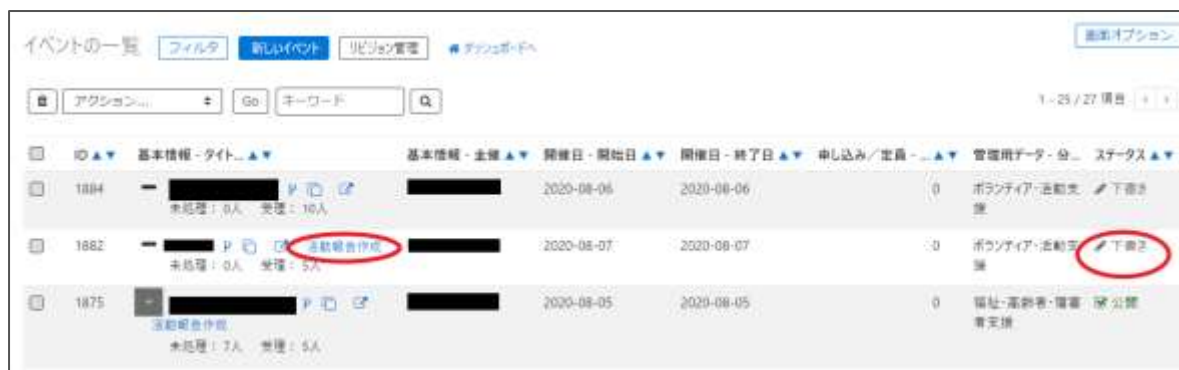 イベントの一覧 フィルタ 新しいイベント リビジョン管理 ダッシュボードへ 画面オプション
アクション... Go キーワード 1 - 25 / 27 項目
ID 基本情報 - タイト... 基本情報 - 主催 開催日 - 開始日 開催日 - 終了日 申し込み/定員 - ... 管理用データ - 分... ステータス
1884 P 2020-08-06 2020-08-06 0 ボランティア・活動支 下書き
未処理: 0人 受理: 10人 援
1882 P 活動報告作成 2020-08-07 2020-08-07 0 ボランティア・活動支 下書き
未処理: 0人 受理: 5人 援
1875 P 2020-08-05 2020-08-05 0 福祉・高齢者・障害 公開
活動報告作成 者支援
未処理: 7人 受理: 5人